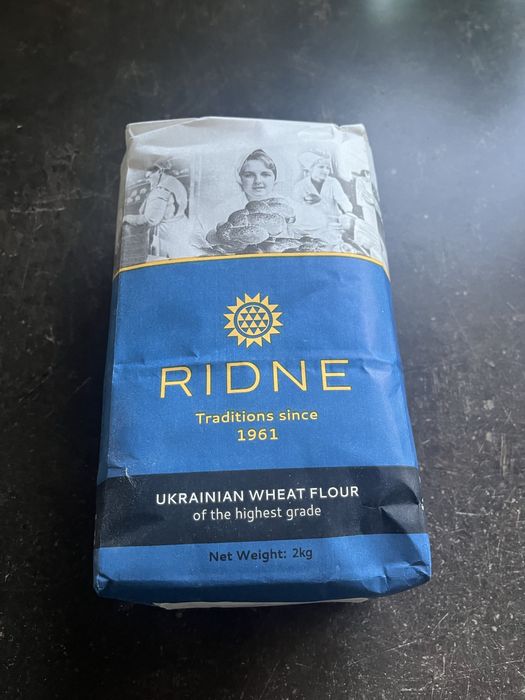 RIDNE
Traditions since
1961
UKRAINIAN WHEAT FLOUR
of the highest grade
Net Weight: 2kg